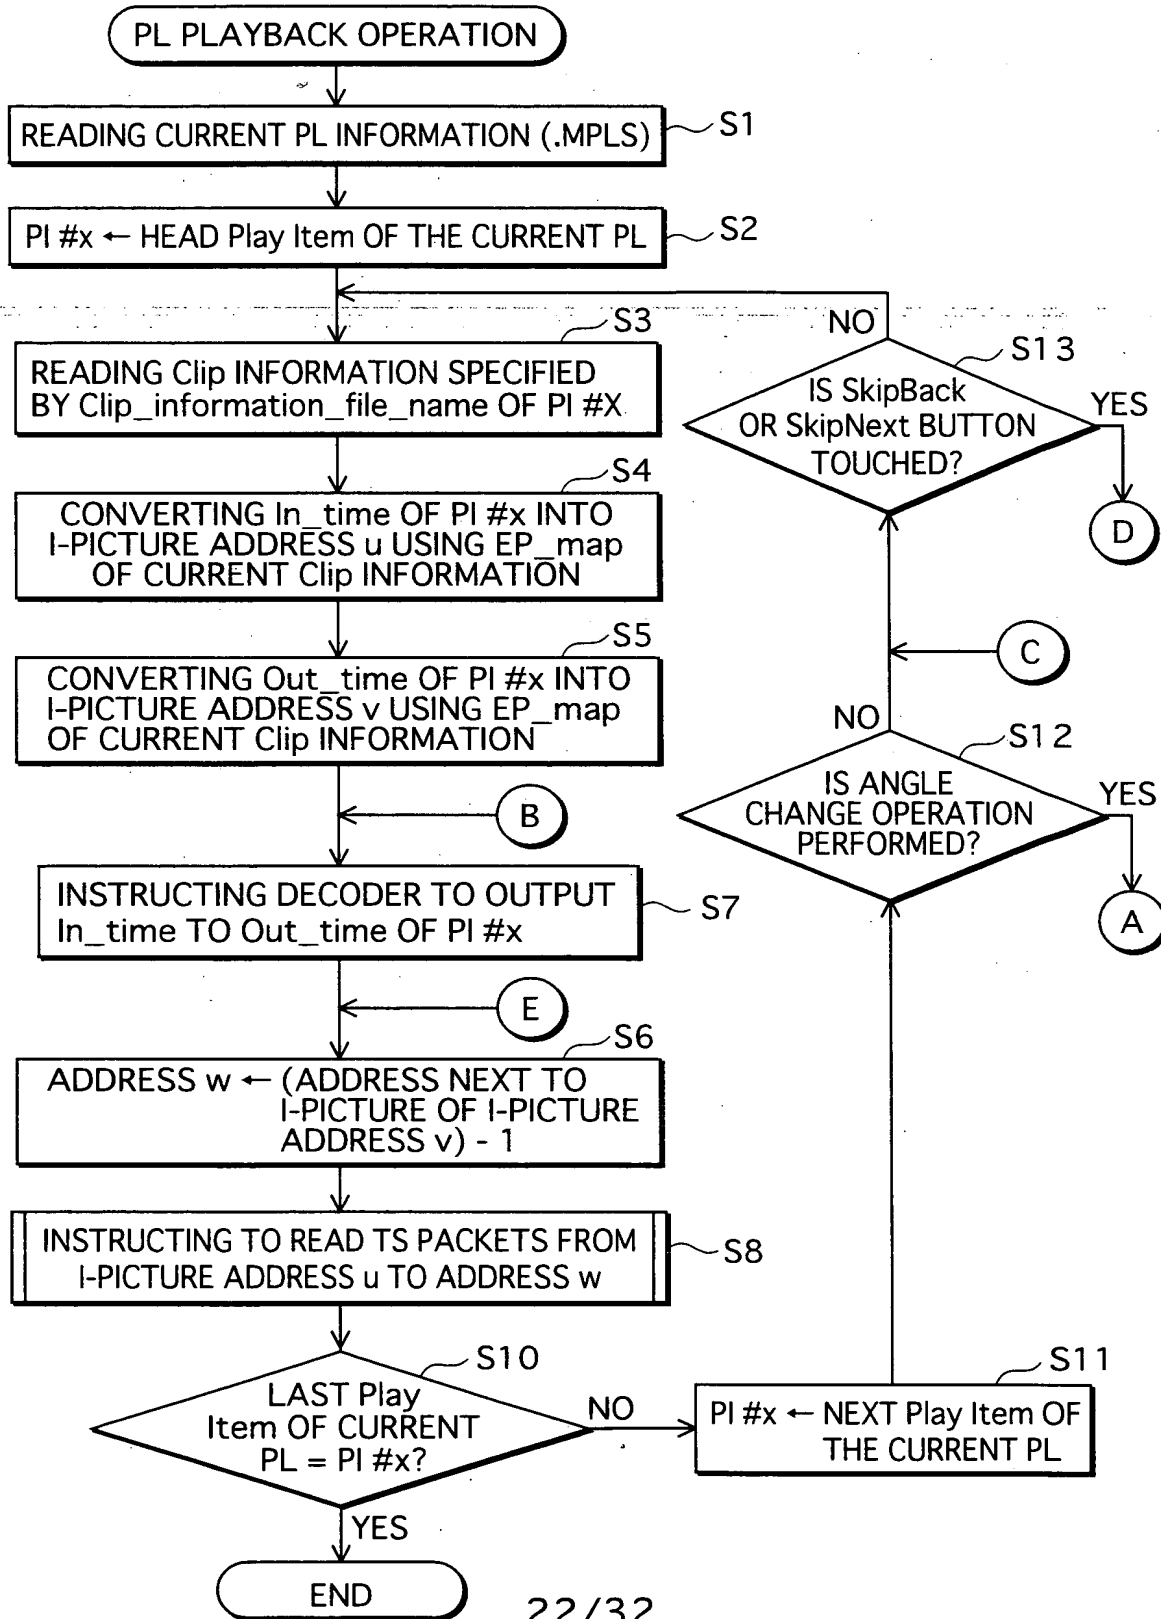 PL PLAYBACK OPERATION
READING CURRENT PL INFORMATION (.MPLS)
S1
PI #x ← HEAD Play Item OF THE CURRENT PL
S2
S3
READING Clip INFORMATION SPECIFIED
BY Clip_information_file_name OF PI #X
S4
CONVERTING In_time OF PI #x INTO
I-PICTURE ADDRESS u USING EP_map
OF CURRENT Clip INFORMATION
S5
CONVERTING Out_time OF PI #x INTO
I-PICTURE ADDRESS v USING EP_map
OF CURRENT Clip INFORMATION
B
INSTRUCTING DECODER TO OUTPUT
In_time TO Out_time OF PI #x
S7
E
S6
ADDRESS w ← (ADDRESS NEXT TO
I-PICTURE OF I-PICTURE
ADDRESS v) - 1
INSTRUCTING TO READ TS PACKETS FROM
I-PICTURE ADDRESS u TO ADDRESS w
S8
S10
LAST Play
Item OF CURRENT
PL = PI #x?
NO
YES
END
S11
PI #x ← NEXT Play Item OF
THE CURRENT PL
S12
IS ANGLE
CHANGE OPERATION
PERFORMED?
YES
A
NO
C
S13
IS SkipBack
OR SkipNext BUTTON
TOUCHED?
YES
D
NO
22/32